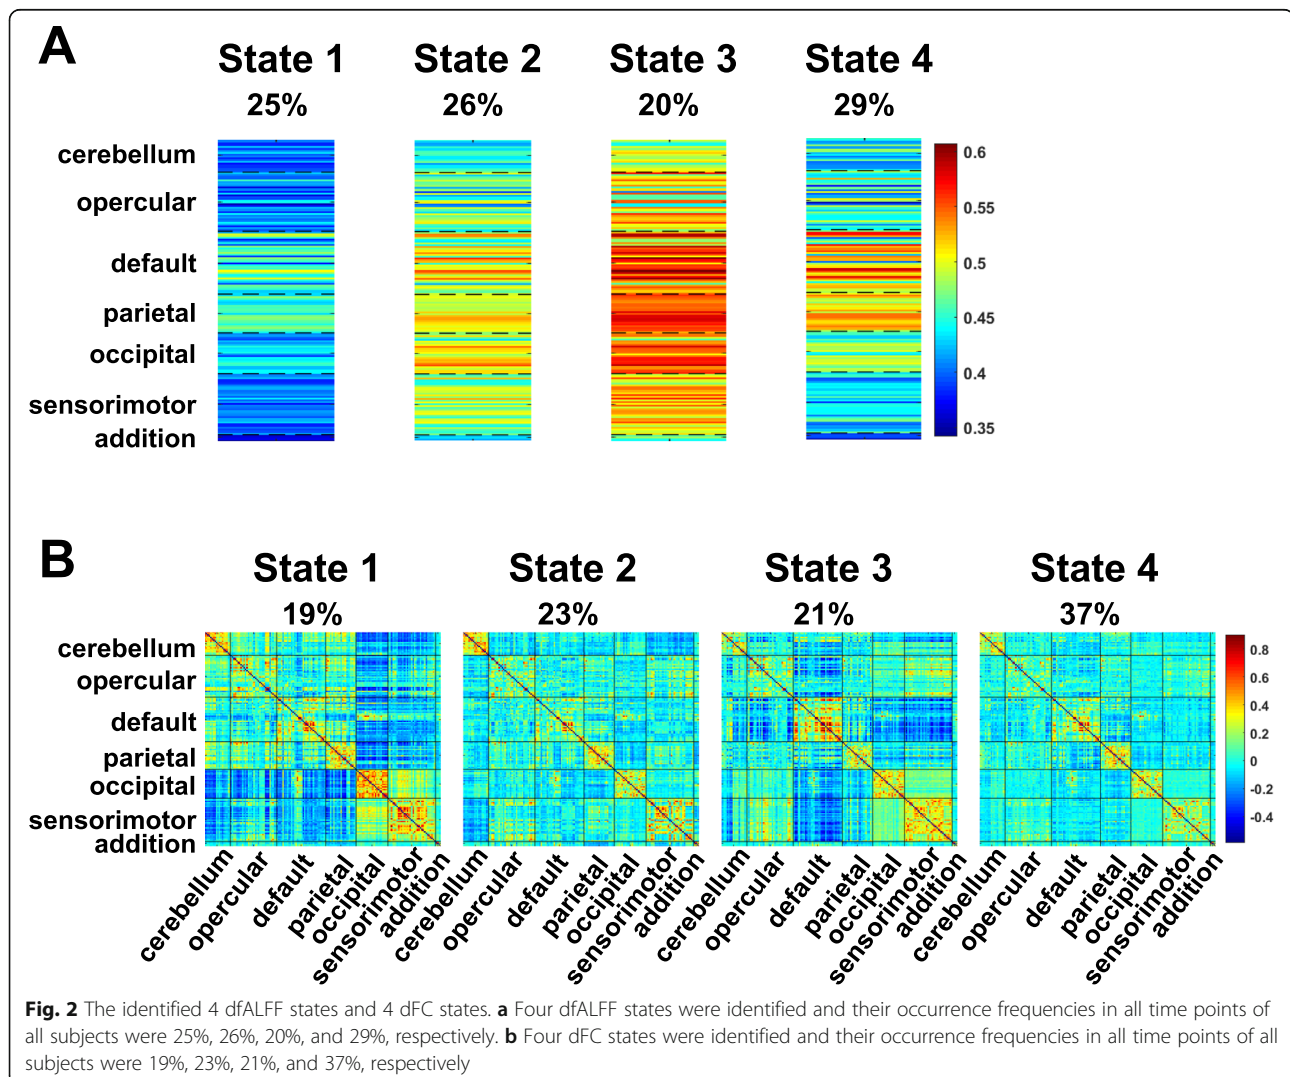 A
State 1 State 2 State 3 State 4
25% 26% 20% 29%
cerebellum
opercular
default
parietal
occipital
sensorimotor
addition
0.6
0.55
0.5
0.45
0.4
0.35
B
State 1 State 2 State 3 State 4
19% 23% 21% 37%
cerebellum
opercular
default
parietal
occipital
sensorimotor
addition
0.8
0.6
0.4
0.2
0
-0.2
-0.4
cerebellum opercular default parietal occipital sensorimotor addition
cerebellum opercular default parietal occipital sensorimotor addition
cerebellum opercular default parietal occipital sensorimotor addition
cerebellum opercular default parietal occipital sensorimotor addition
Fig. 2 The identified 4 dfALFF states and 4 dFC states. a Four dfALFF states were identified and their occurrence frequencies in all time points of
all subjects were 25%, 26%, 20%, and 29%, respectively. b Four dFC states were identified and their occurrence frequencies in all time points of all
subjects were 19%, 23%, 21%, and 37%, respectively